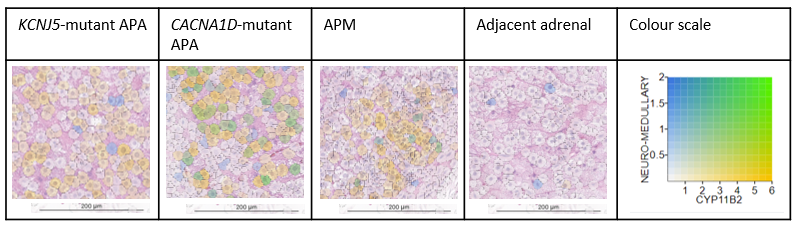 KCNJ5-mutant APA
CACNA1D-mutant
APA
APM
Adjacent adrenal
Colour scale
200 µm
200 µm
200 µm
200 µm
NEURO-MEDULLARY
2
1.5
1
0.5
1 2 3 4 5 6
CYP11B2